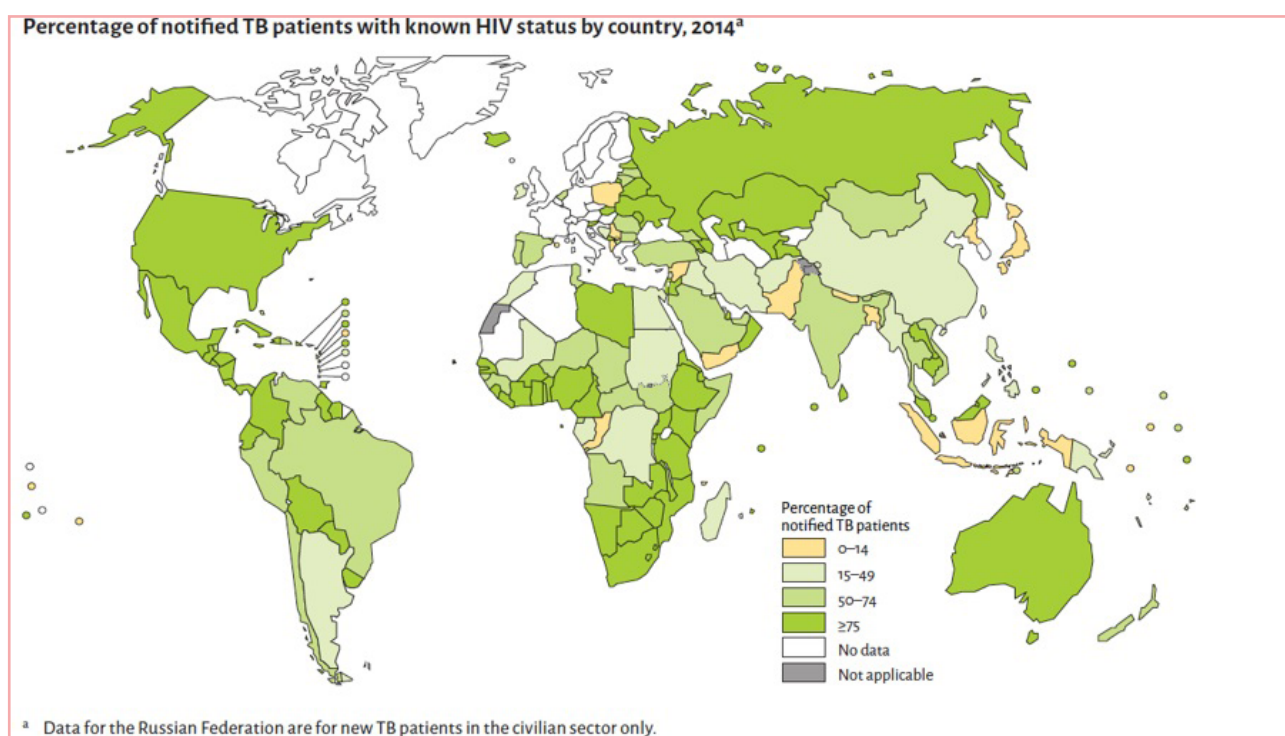 Percentage of notified TB patients with known HIV status by country, 2014ᵃ
Percentage of
notified TB patients
0–14
15–49
50–74
≥75
No data
Not applicable
ᵃ Data for the Russian Federation are for new TB patients in the civilian sector only.